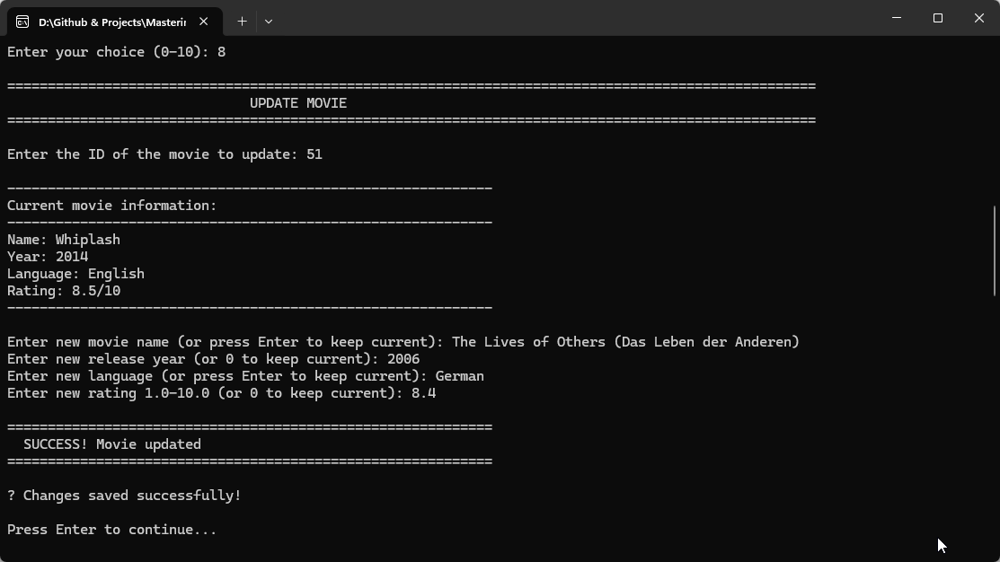 D:\Github & Projects\Masterin
Enter your choice (0-10): 8
====================================================================================================
UPDATE MOVIE
====================================================================================================
Enter the ID of the movie to update: 51
------------------------------------------------------------
Current movie information:
------------------------------------------------------------
Name: Whiplash
Year: 2014
Language: English
Rating: 8.5/10
------------------------------------------------------------
Enter new movie name (or press Enter to keep current): The Lives of Others (Das Leben der Anderen)
Enter new release year (or 0 to keep current): 2006
Enter new language (or press Enter to keep current): German
Enter new rating 1.0-10.0 (or 0 to keep current): 8.4
============================================================
SUCCESS! Movie updated
============================================================
? Changes saved successfully!
Press Enter to continue...